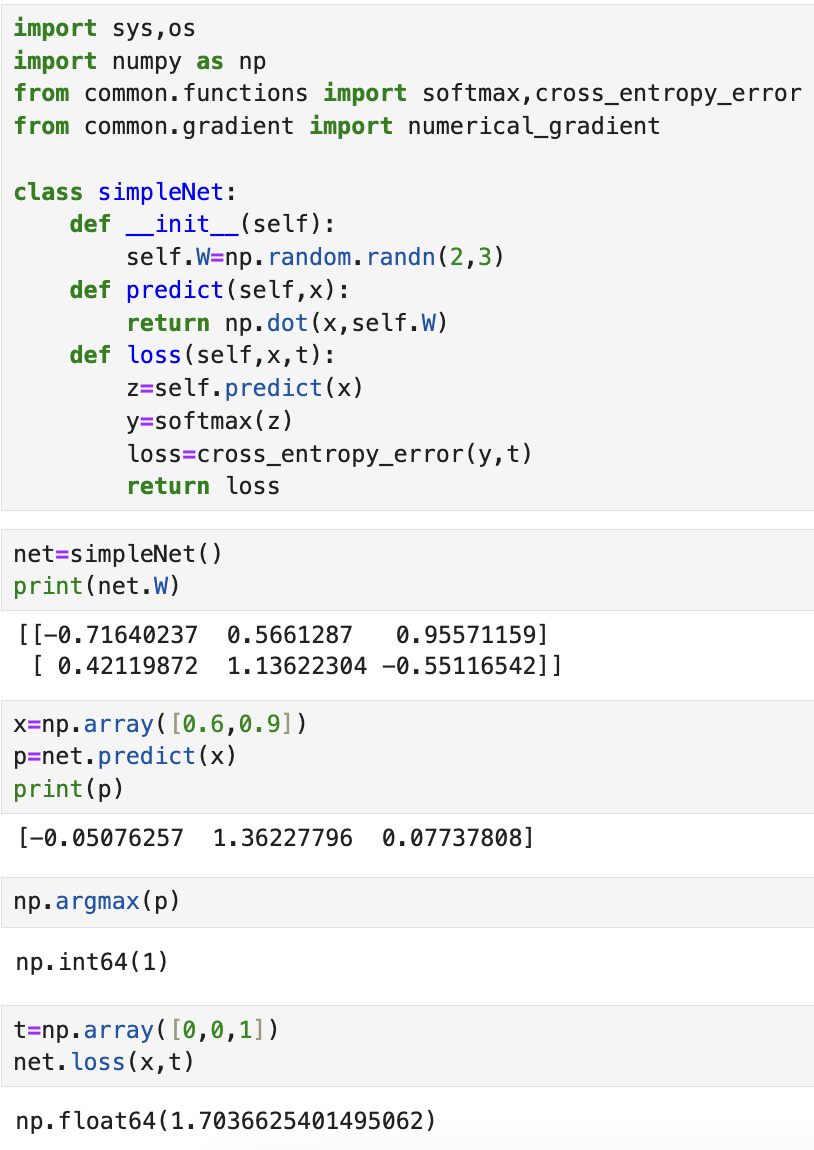 import sys,os
import numpy as np
from common.functions import softmax,cross_entropy_error
from common.gradient import numerical_gradient

class simpleNet:
    def __init__(self):
        self.W=np.random.randn(2,3)
    def predict(self,x):
        return np.dot(x,self.W)
    def loss(self,x,t):
        z=self.predict(x)
        y=softmax(z)
        loss=cross_entropy_error(y,t)
        return loss

net=simpleNet()
print(net.W)

[[-0.71640237  0.5661287   0.95571159]
 [ 0.42119872  1.13622304 -0.55116542]]

x=np.array([0.6,0.9])
p=net.predict(x)
print(p)

[-0.05076257  1.36227796  0.07737808]

np.argmax(p)

np.int64(1)

t=np.array([0,0,1])
net.loss(x,t)

np.float64(1.7036625401495062)